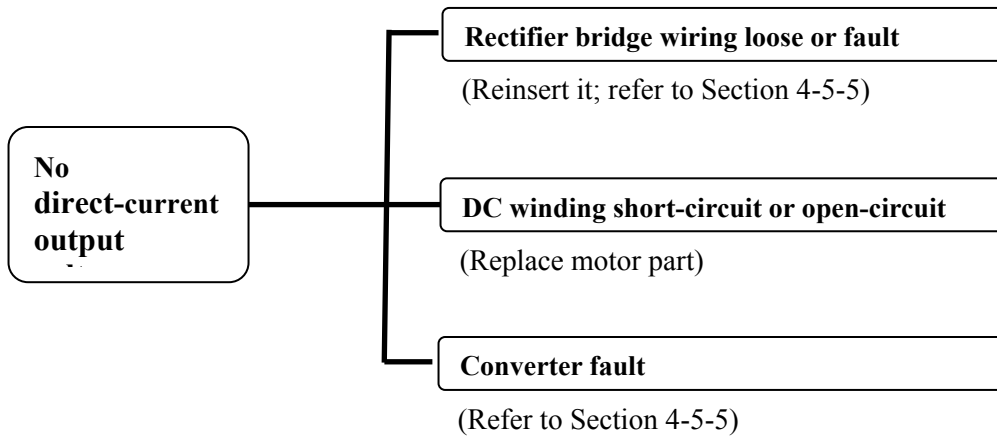 Rectifier bridge wiring loose or fault
(Reinsert it; refer to Section 4-5-5)
No
direct-current
output
DC winding short-circuit or open-circuit
(Replace motor part)
Converter fault
(Refer to Section 4-5-5)